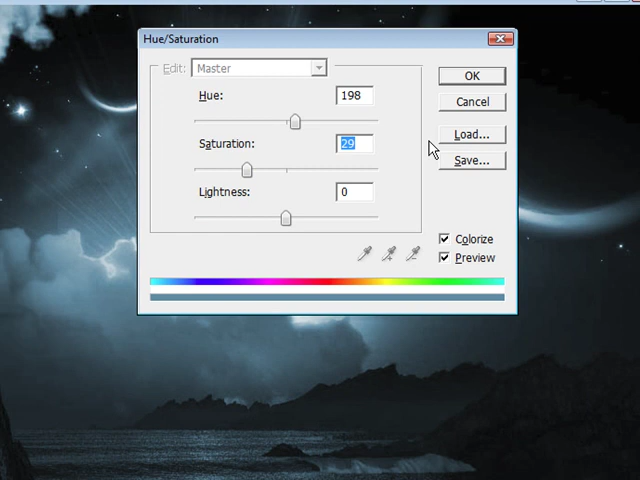 Hue/Saturation
Edit: Master
Hue: 198
Saturation: 29
Lightness: 0
OK
Cancel
Load...
Save...
Colorize
Preview